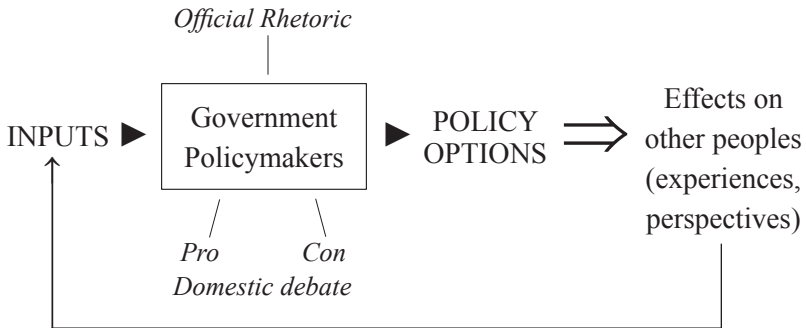 Official Rhetoric
INPUTS
Government
Policymakers
POLICY
OPTIONS
Effects on
other peoples
(experiences,
perspectives)
Pro
Con
Domestic debate